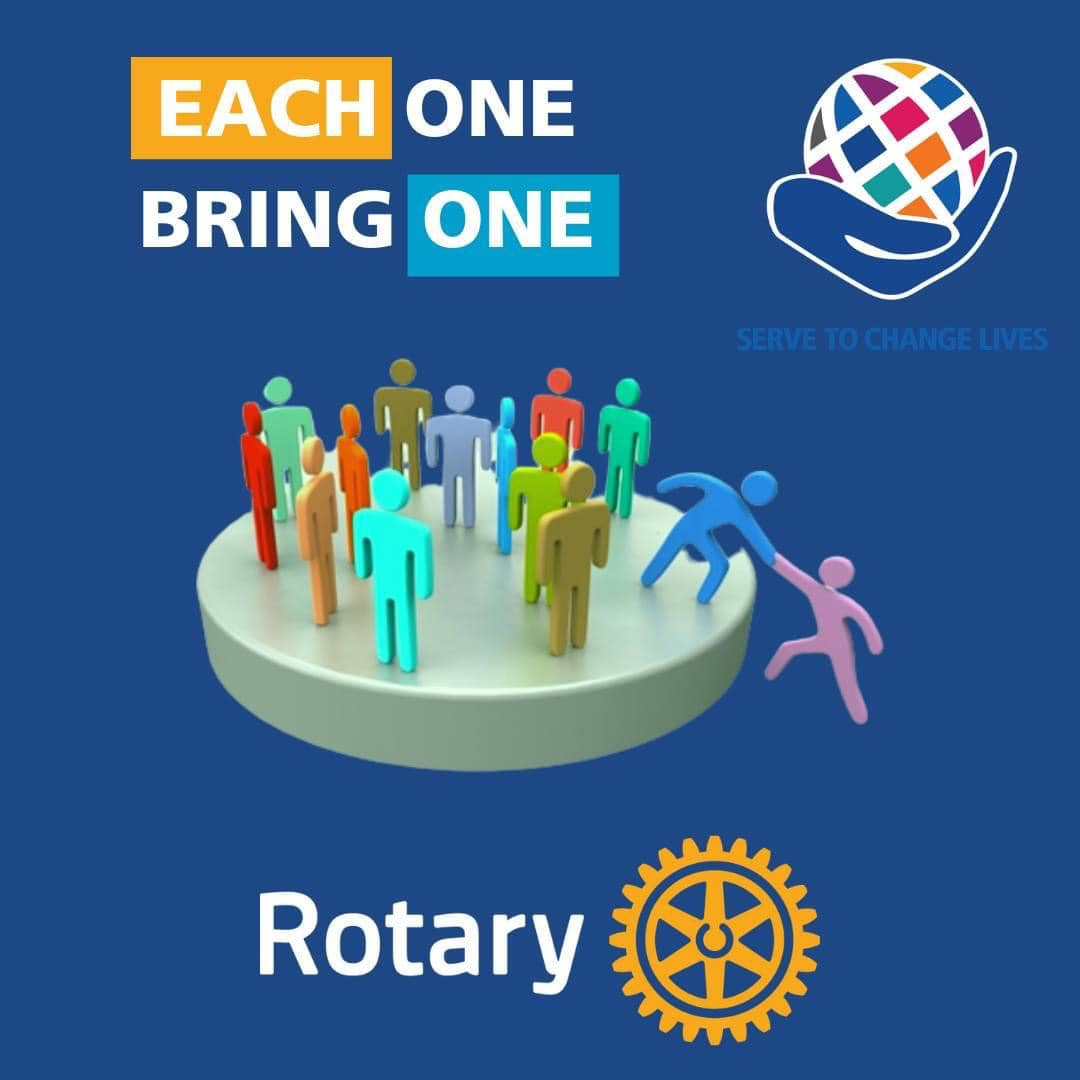 EACH ONE
BRING ONE
SERVE TO CHANGE LIVES
Rotary